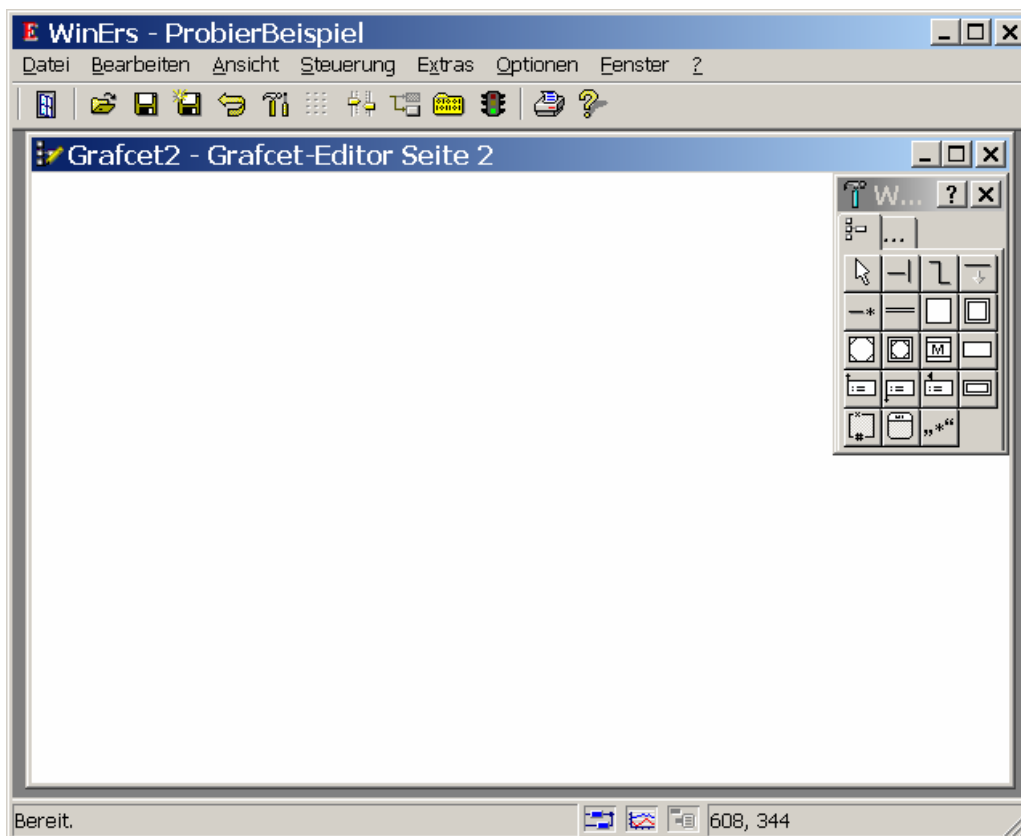 WinErs - ProbierBeispiel
Datei Bearbeiten Ansicht Steuerung Extras Optionen Fenster ?
Grafcet2 - Grafcet-Editor Seite 2
W... ?
...
M
:= := :=
* # „*“
Bereit. 608, 344